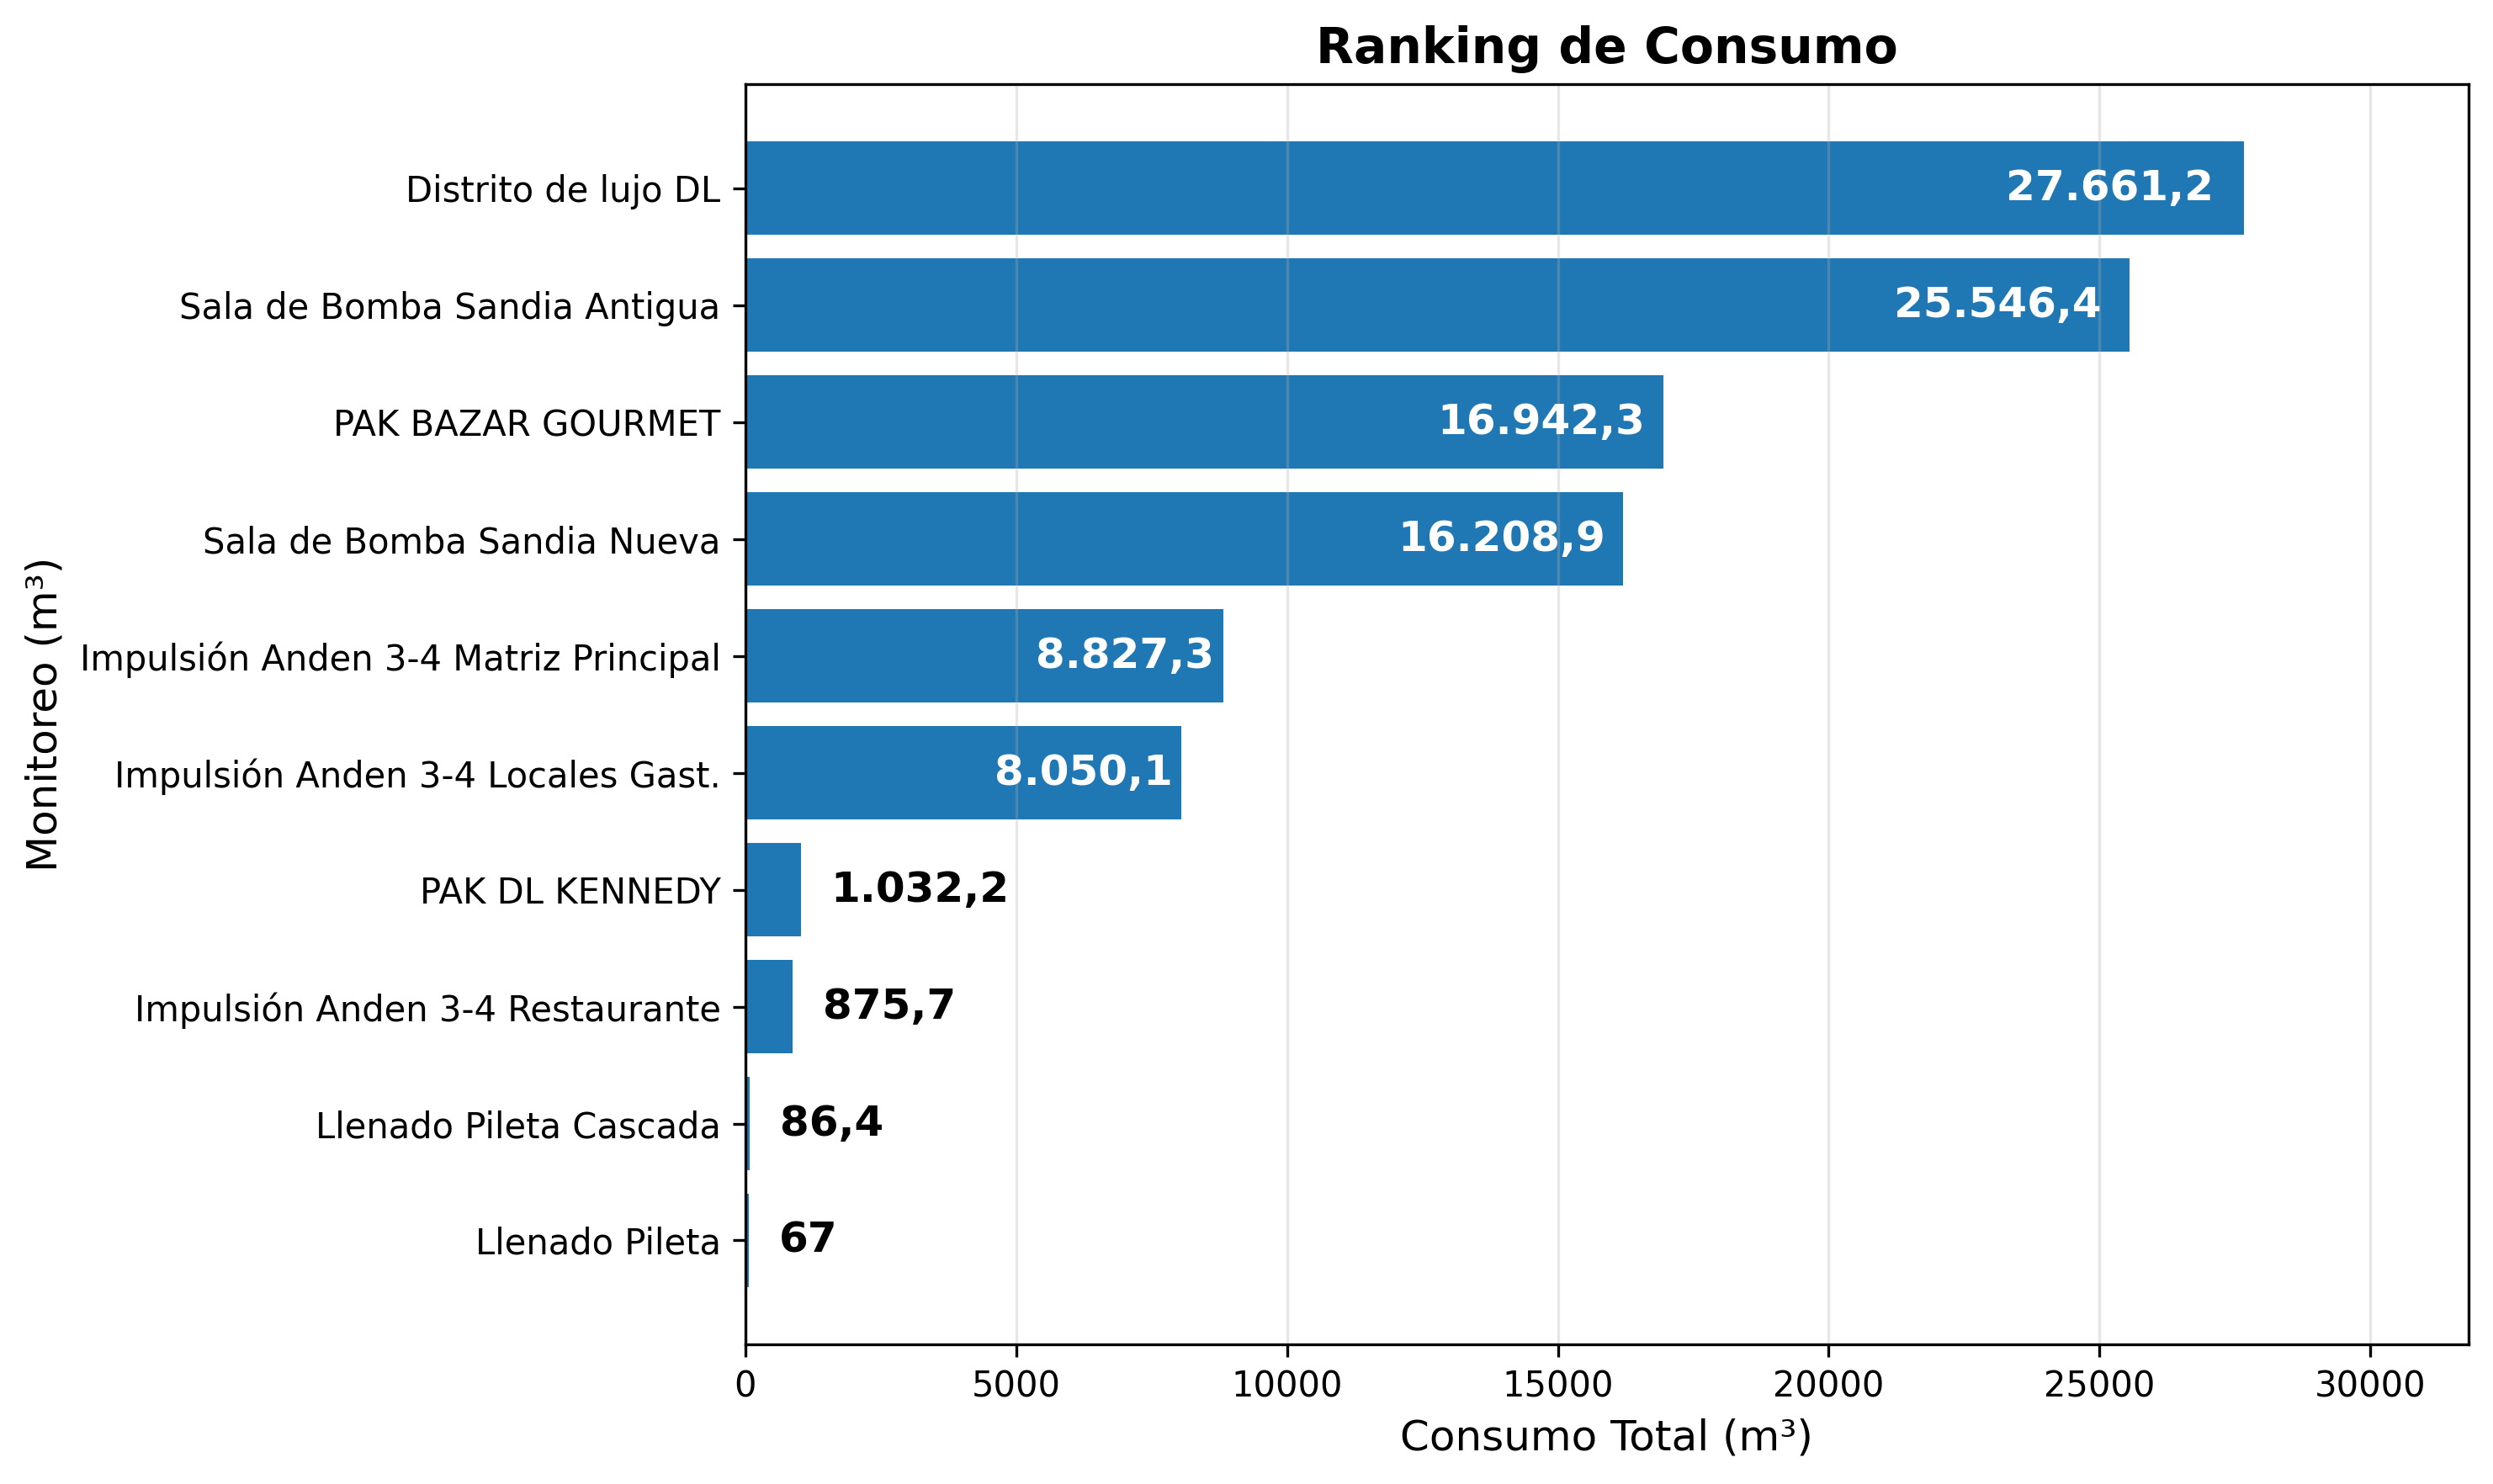 Ranking de Consumo
Monitoreo (m³)
Distrito de lujo DL 27.661,2
Sala de Bomba Sandia Antigua 25.546,4
PAK BAZAR GOURMET 16.942,3
Sala de Bomba Sandia Nueva 16.208,9
Impulsión Anden 3-4 Matriz Principal 8.827,3
Impulsión Anden 3-4 Locales Gast. 8.050,1
PAK DL KENNEDY 1.032,2
Impulsión Anden 3-4 Restaurante 875,7
Llenado Pileta Cascada 86,4
Llenado Pileta 67
0 5000 10000 15000 20000 25000 30000
Consumo Total (m³)